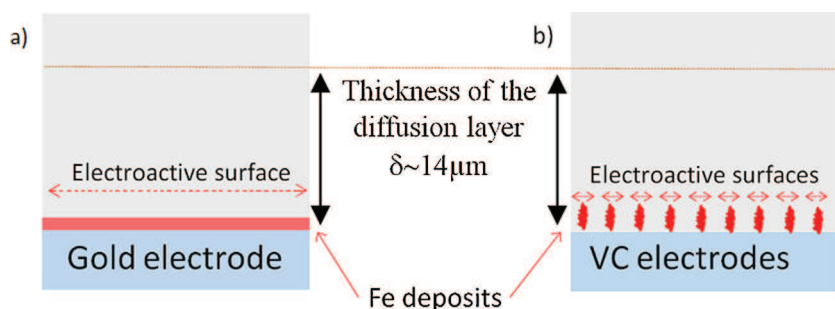 a)
b)
Thickness of the
diffusion layer
δ~14µm
Electroactive surface
Electroactive surfaces
Gold electrode
VC electrodes
Fe deposits